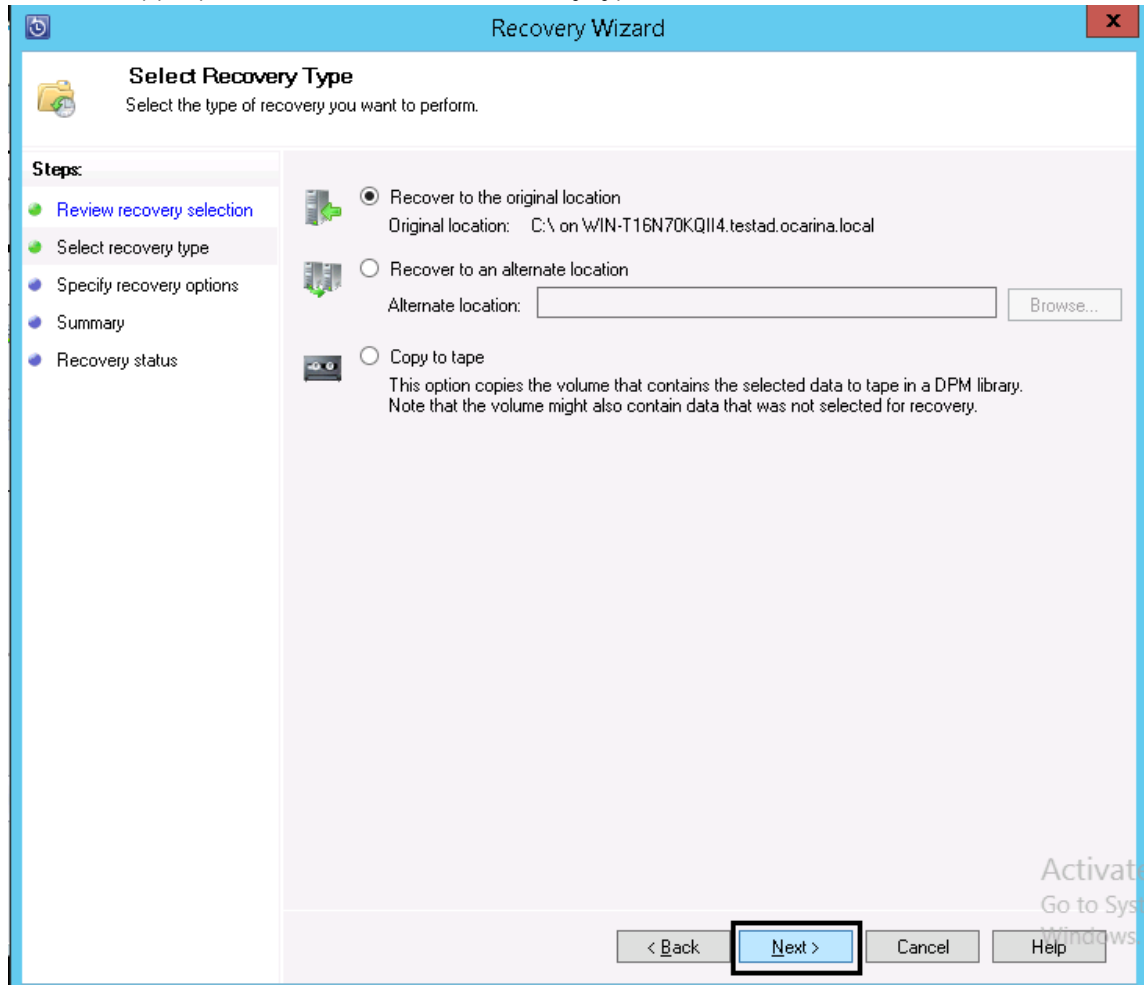 Recovery Wizard
x
Select Recovery Type
Select the type of recovery you want to perform.
Steps:
Review recovery selection
Select recovery type
Specify recovery options
Summary
Recovery status
Recover to the original location
Original location: C:\ on WIN-T16N70KQII4.testad.ocarina.local
Recover to an alternate location
Alternate location: Browse...
Copy to tape
This option copies the volume that contains the selected data to tape in a DPM library.
Note that the volume might also contain data that was not selected for recovery.
Activate
Go to Sys
Windows
< Back Next > Cancel Help